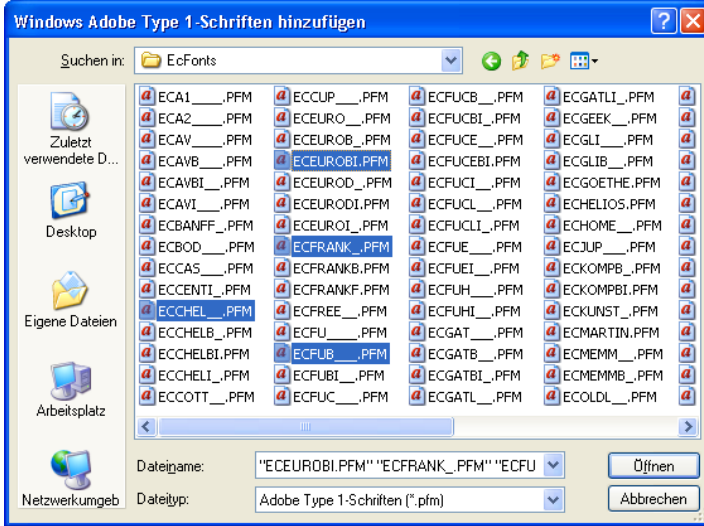 Windows Adobe Type 1-Schriften hinzufügen
Suchen in: EcFonts
Zuletzt verwendete D...
Desktop
Eigene Dateien
Arbeitsplatz
Netzwerkumgeb
ECA1____.PFM ECCUP___.PFM ECFUCB__.PFM ECGATLI_.PFM
ECA2____.PFM ECEURO__.PFM ECFUCBI_.PFM ECGEEK__.PFM
ECAV____.PFM ECEUROB_.PFM ECFUCE__.PFM ECGLI___.PFM
ECAVB___.PFM ECEUROBI.PFM ECFUCEBI.PFM ECGLIB__.PFM
ECAVBI__.PFM ECEUROD_.PFM ECFUCI__.PFM ECGOETHE.PFM
ECAVI___.PFM ECEURODI.PFM ECFUCL__.PFM ECHELIOS.PFM
ECBANFF_.PFM ECEUROI_.PFM ECFUCLI_.PFM ECHOME__.PFM
ECBOD___.PFM ECFRANK_.PFM ECFUE___.PFM ECJUP___.PFM
ECCAS___.PFM ECFRANKB.PFM ECFUEI__.PFM ECKOMPB_.PFM
ECCENTI_.PFM ECFRANKF.PFM ECFUH___.PFM ECKOMPBI.PFM
ECCHEL__.PFM ECFREE__.PFM ECFUHI__.PFM ECKUNST_.PFM
ECCHELB_.PFM ECFU____.PFM ECGAT___.PFM ECMARTIN.PFM
ECCHELBI.PFM ECFUB___.PFM ECGATB__.PFM ECMEMM__.PFM
ECCHELI_.PFM ECFUBI__.PFM ECGATBI_.PFM ECMEMMB_.PFM
ECCOTT__.PFM ECFUC___.PFM ECGATL__.PFM ECOLDL__.PFM
Dateiname: "ECEUROBI.PFM" "ECFRANK_.PFM" "ECFU Öffnen
Dateityp: Adobe Type 1-Schriften (*.pfm) Abbrechen